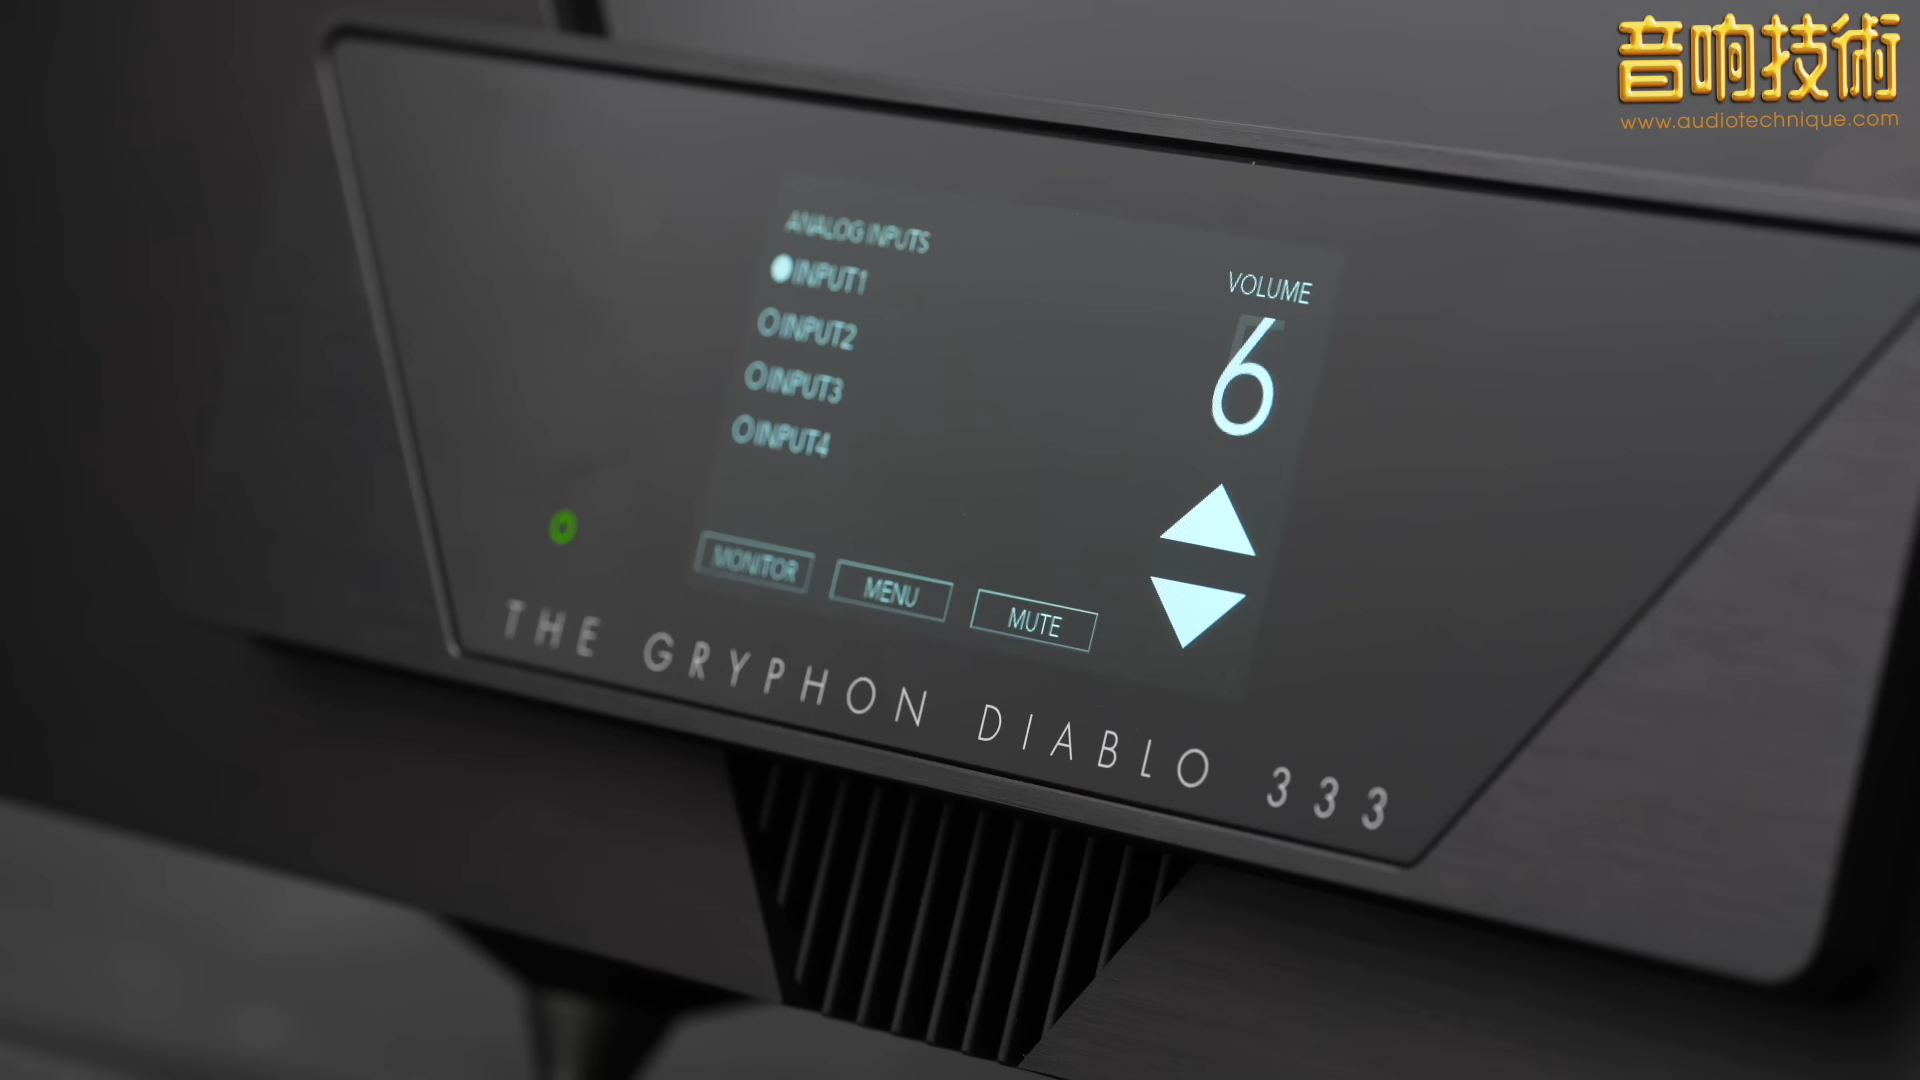 音响技術
www.audiotechnique.com
ANALOG INPUTS
INPUT1
INPUT2
INPUT3
INPUT4
VOLUME
6
MONITOR
MENU
MUTE
THE GRYPHON DIABLO 333